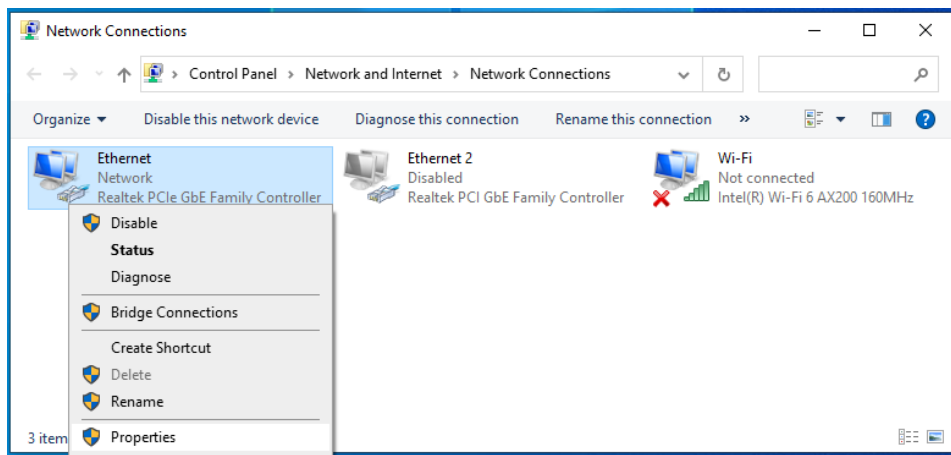 Network Connections
Control Panel > Network and Internet > Network Connections
Organize Disable this network device Diagnose this connection Rename this connection »
Ethernet
Network
Realtek PCIe GbE Family Controller
Ethernet 2
Disabled
Realtek PCI GbE Family Controller
Wi-Fi
Not connected
Intel(R) Wi-Fi 6 AX200 160MHz
Disable
Status
Diagnose
Bridge Connections
Create Shortcut
Delete
Rename
Properties
3 item